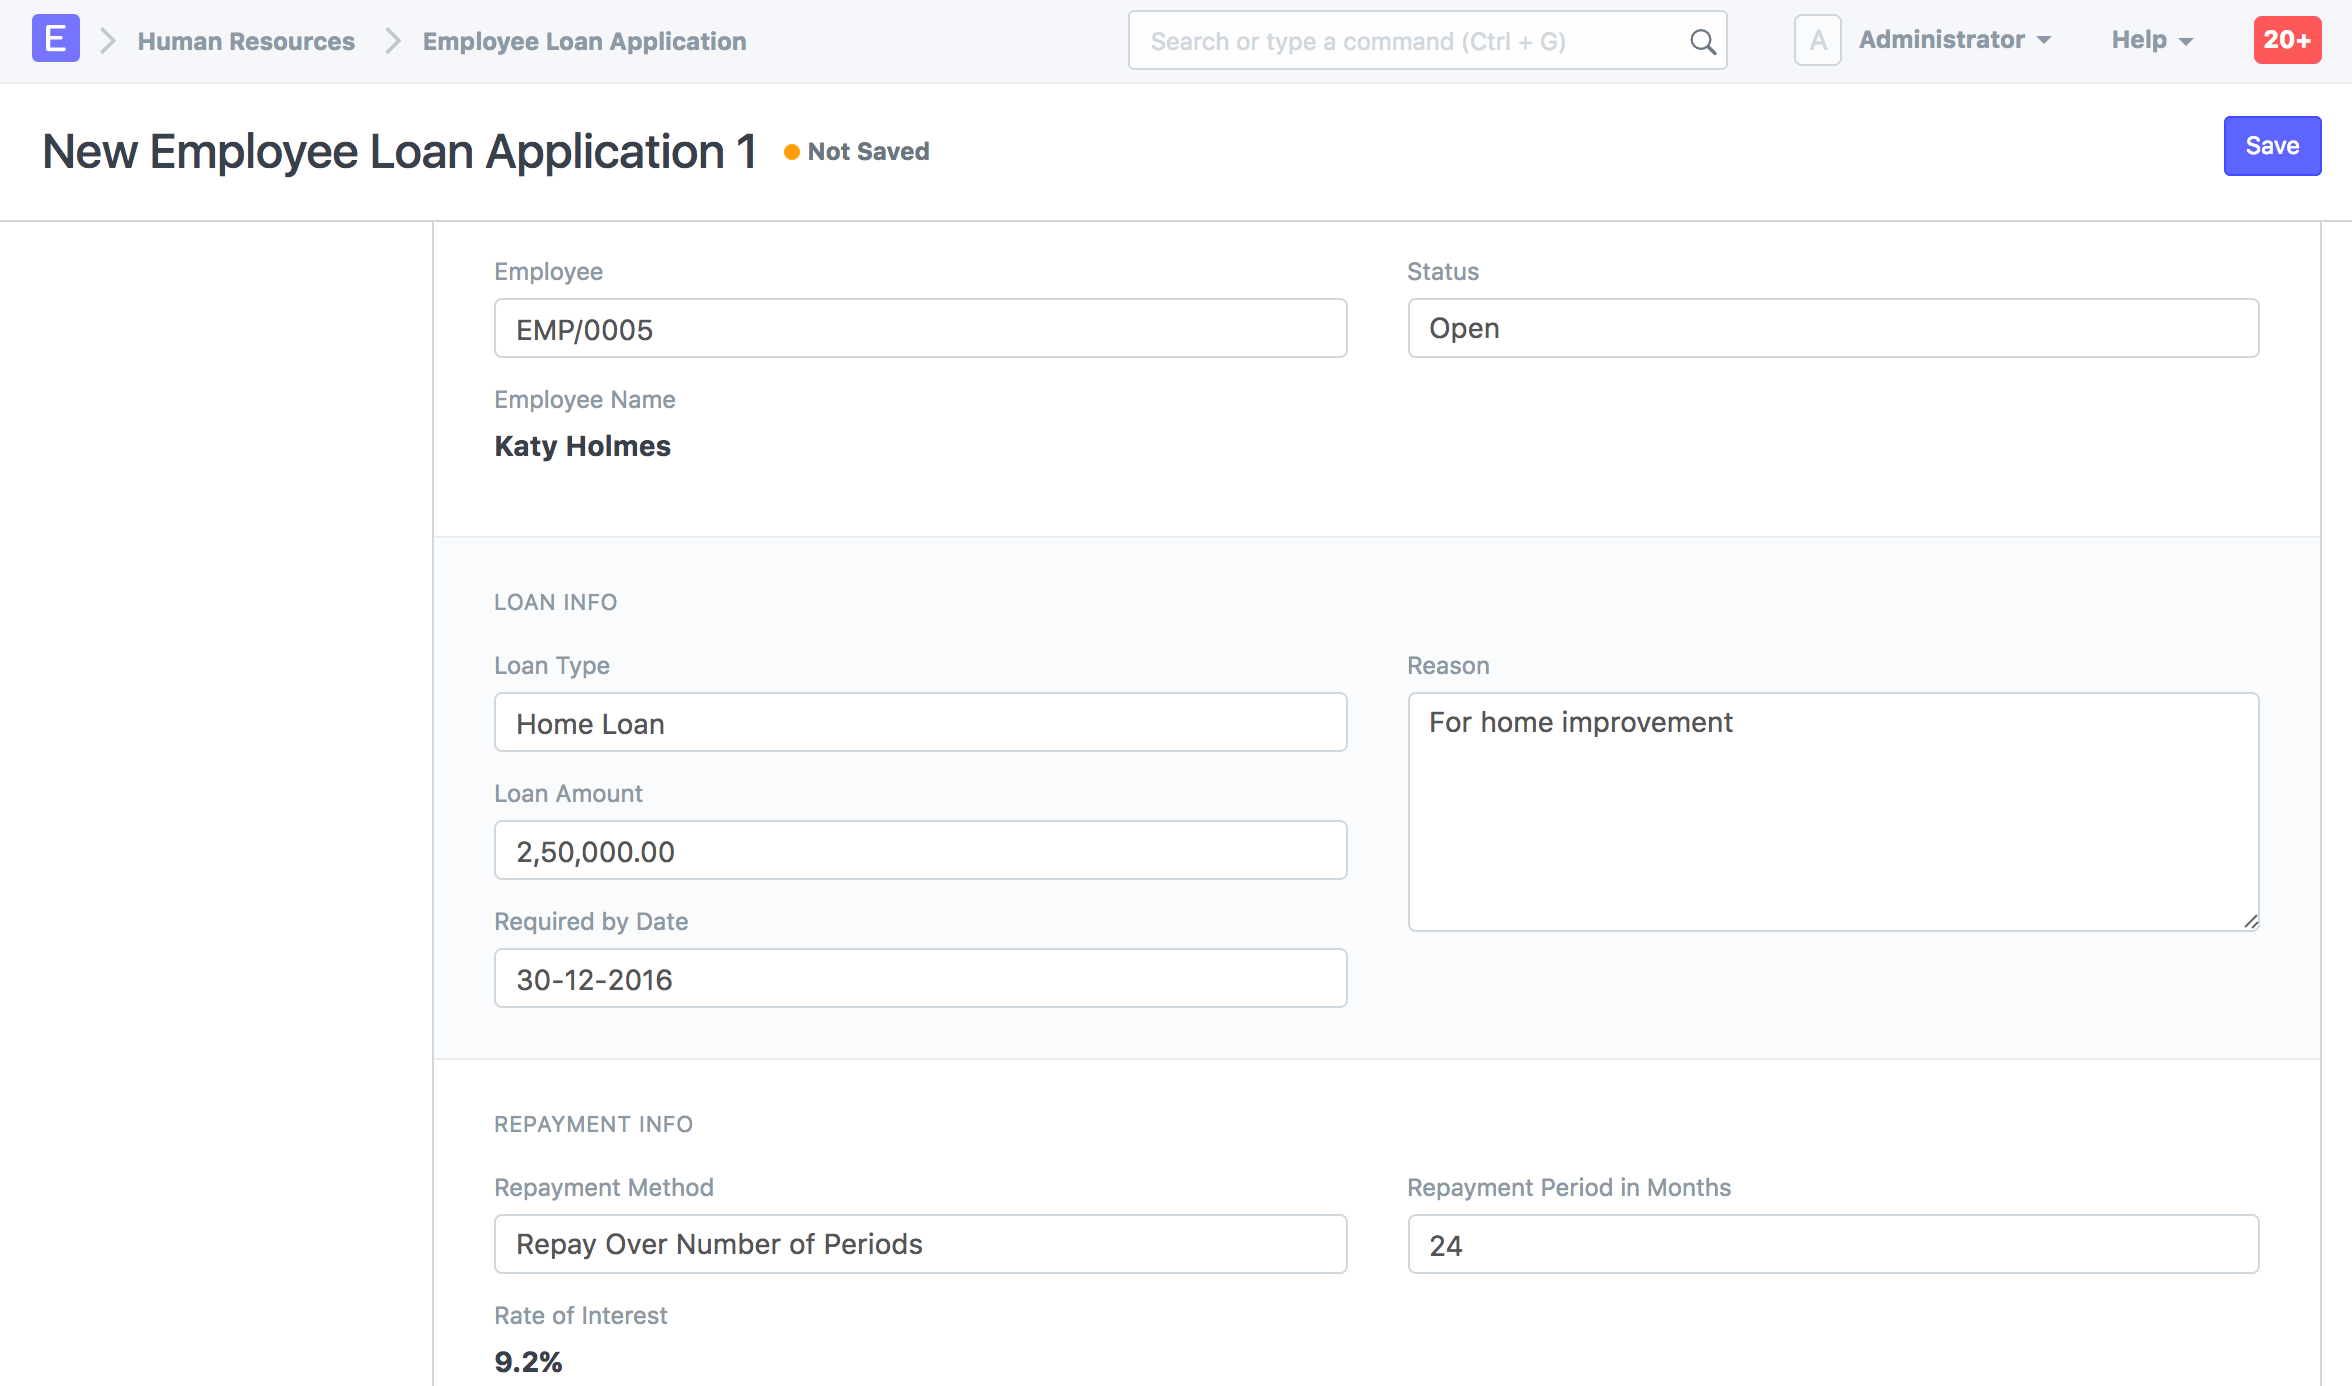 E Human Resources Employee Loan Application Search or type a command (Ctrl + G) A Administrator Help 20+
New Employee Loan Application 1 Not Saved Save
Employee Status
EMP/0005 Open
Employee Name
Katy Holmes
LOAN INFO
Loan Type Reason
Home Loan For home improvement
Loan Amount
2,50,000.00
Required by Date
30-12-2016
REPAYMENT INFO
Repayment Method Repayment Period in Months
Repay Over Number of Periods 24
Rate of Interest
9.2%